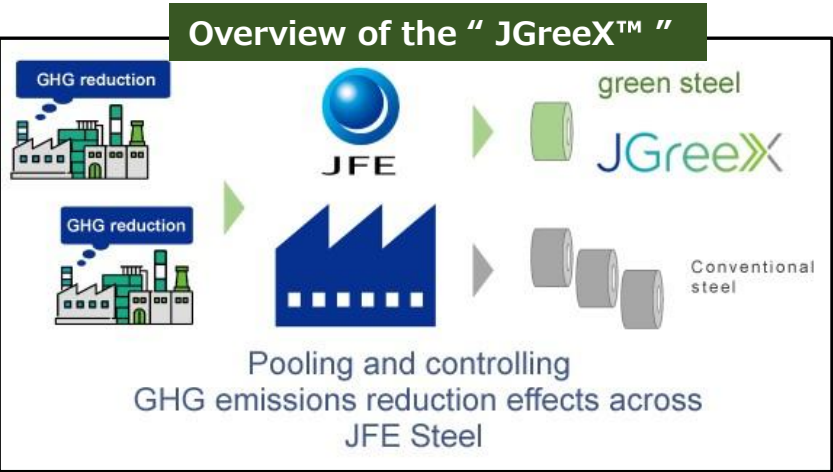 Overview of the “ JGreeX™ ”
GHG reduction
GHG reduction
JFE
green steel
JGreeX
Conventional
steel
Pooling and controlling
GHG emissions reduction effects across
JFE Steel